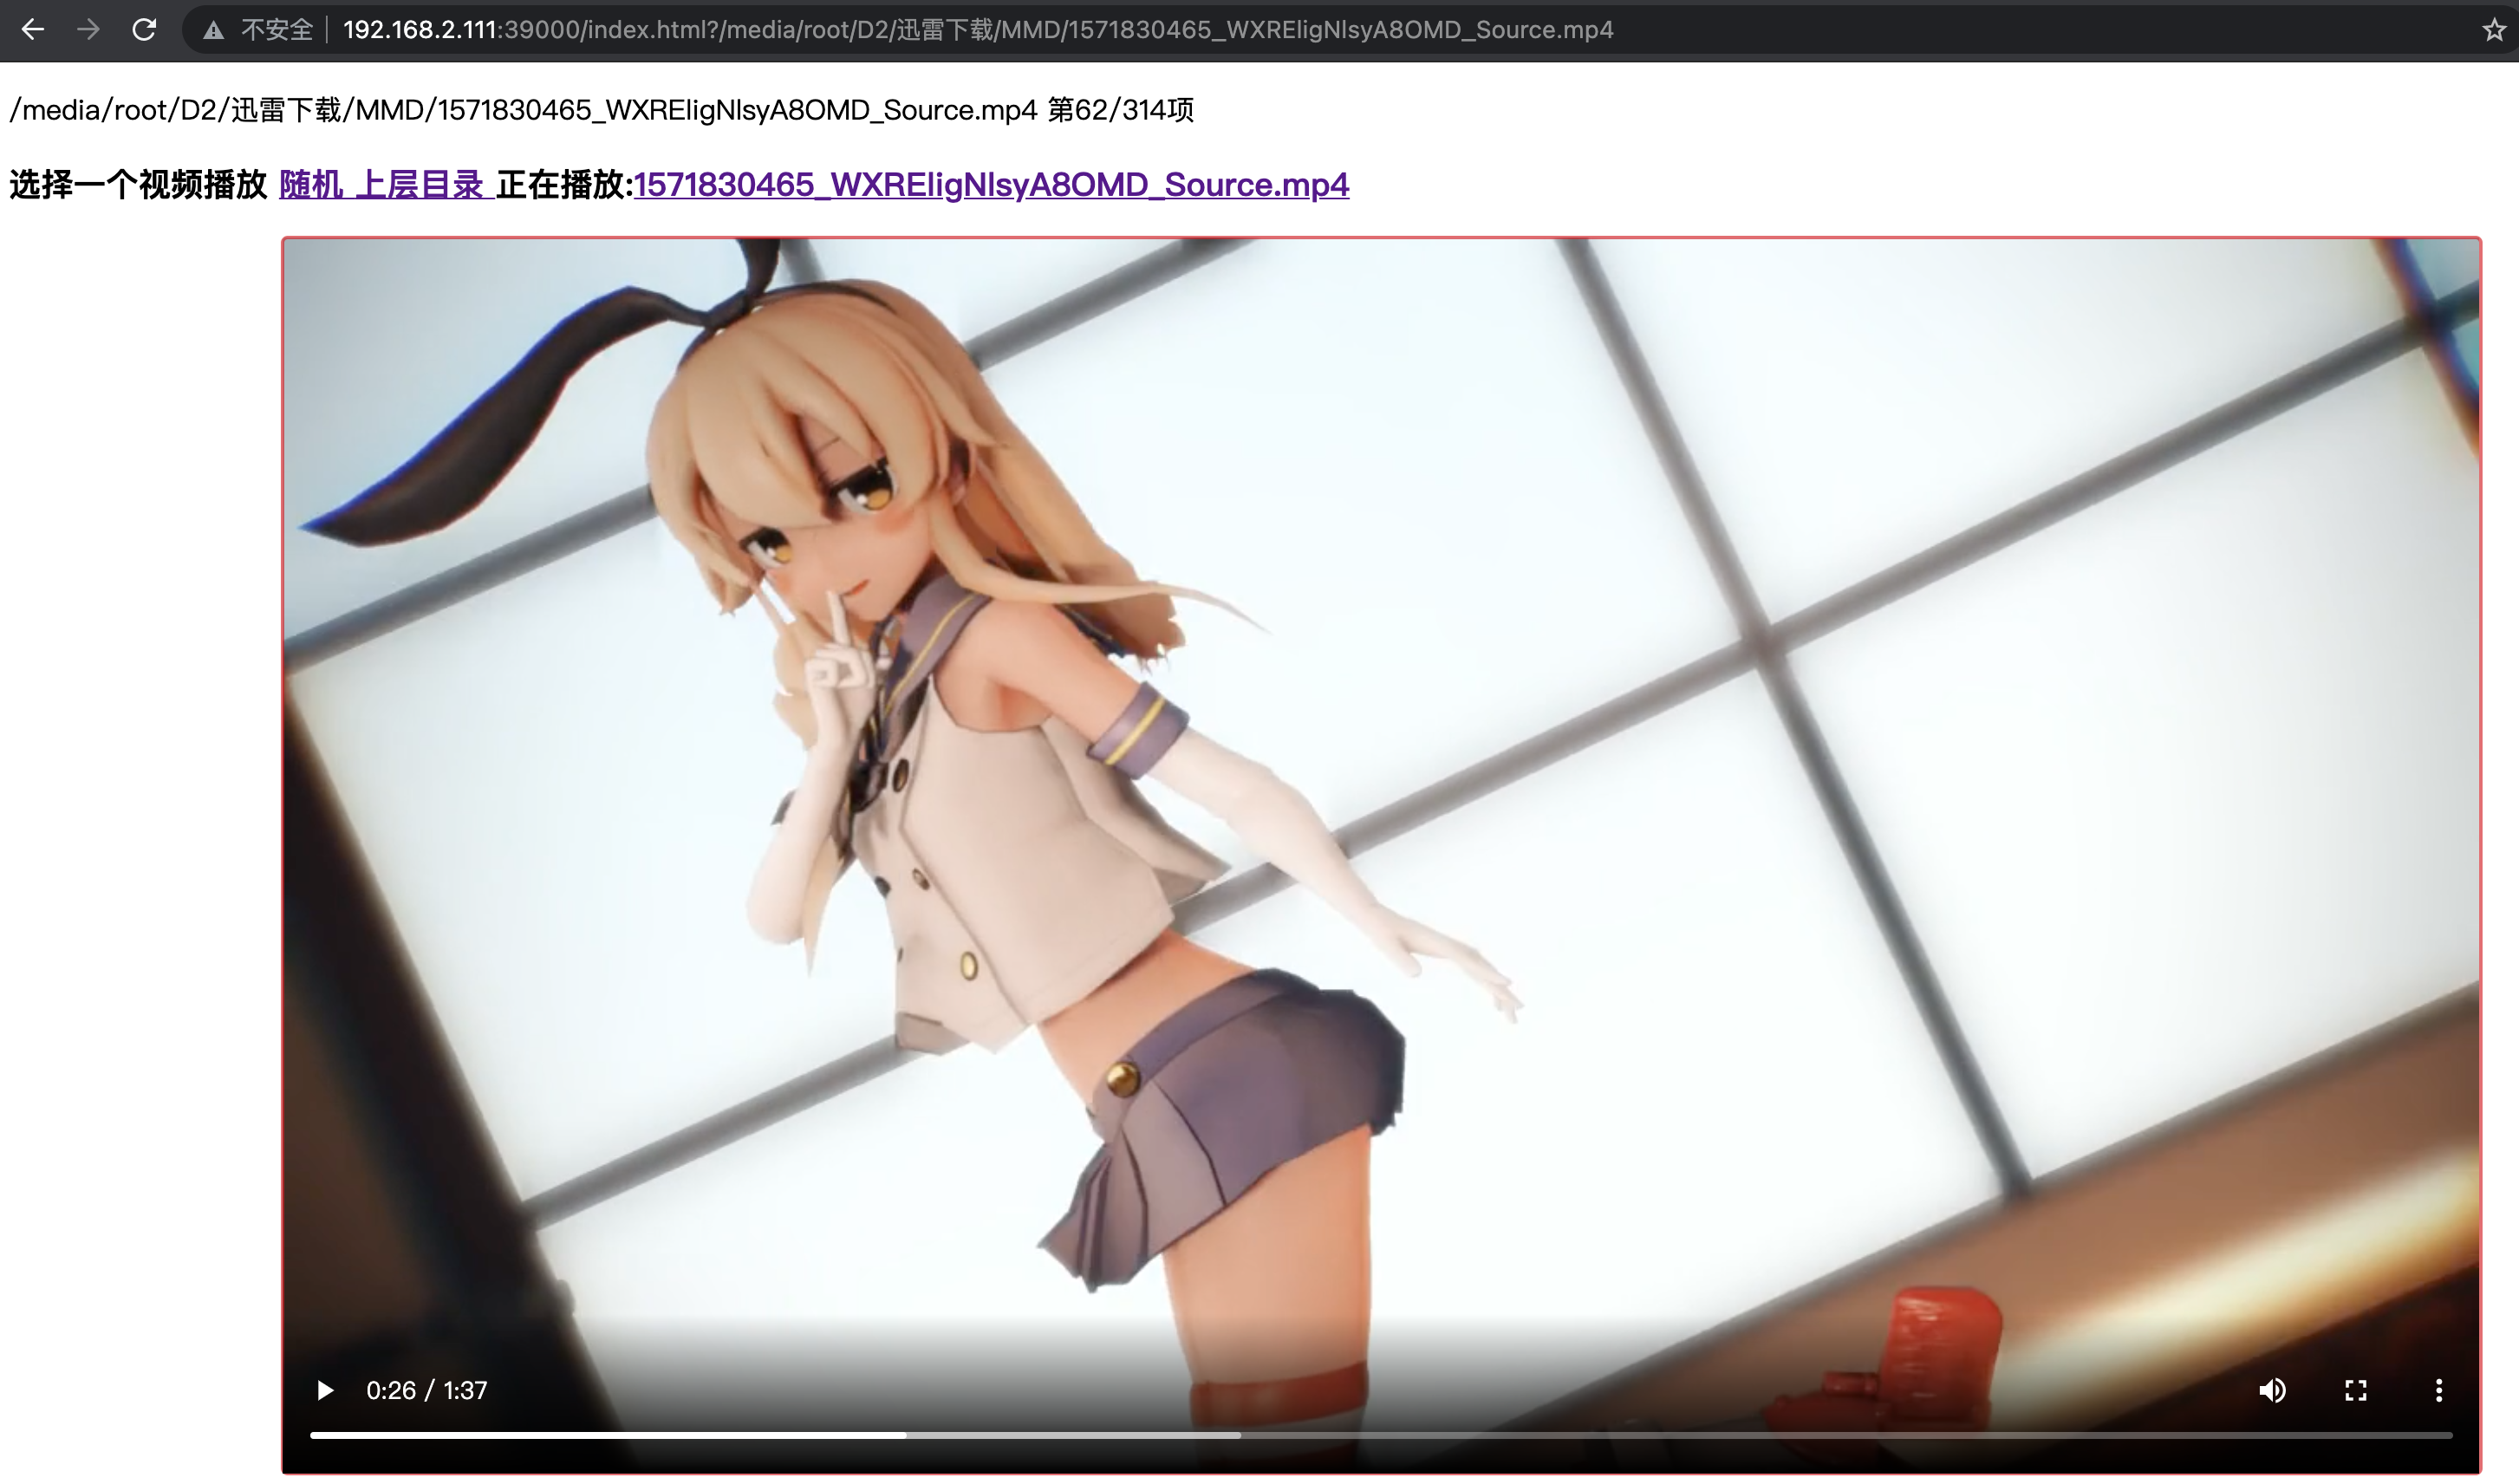 不安全 192.168.2.111:39000/index.html?/media/root/D2/迅雷下载/MMD/1571830465_WXREligNlsyA8OMD_Source.mp4
/media/root/D2/迅雷下载/MMD/1571830465_WXREligNlsyA8OMD_Source.mp4 第62/314项
选择一个视频播放 随机 上层目录 正在播放:1571830465_WXREligNlsyA8OMD_Source.mp4
0:26 / 1:37